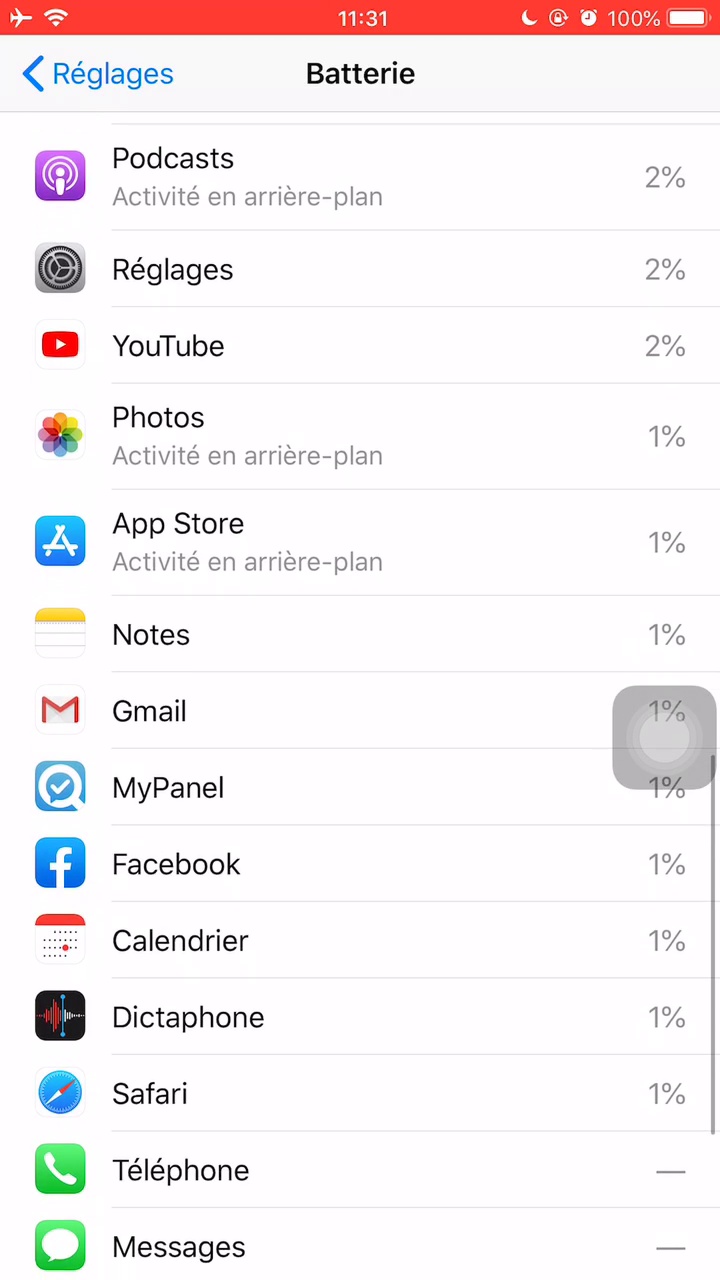 11:31
100%
Réglages
Batterie
Podcasts
Activité en arrière-plan
2%
Réglages
2%
YouTube
2%
Photos
Activité en arrière-plan
1%
App Store
Activité en arrière-plan
1%
Notes
1%
Gmail
1%
MyPanel
1%
Facebook
1%
Calendrier
1%
Dictaphone
1%
Safari
1%
Téléphone
—
Messages
—